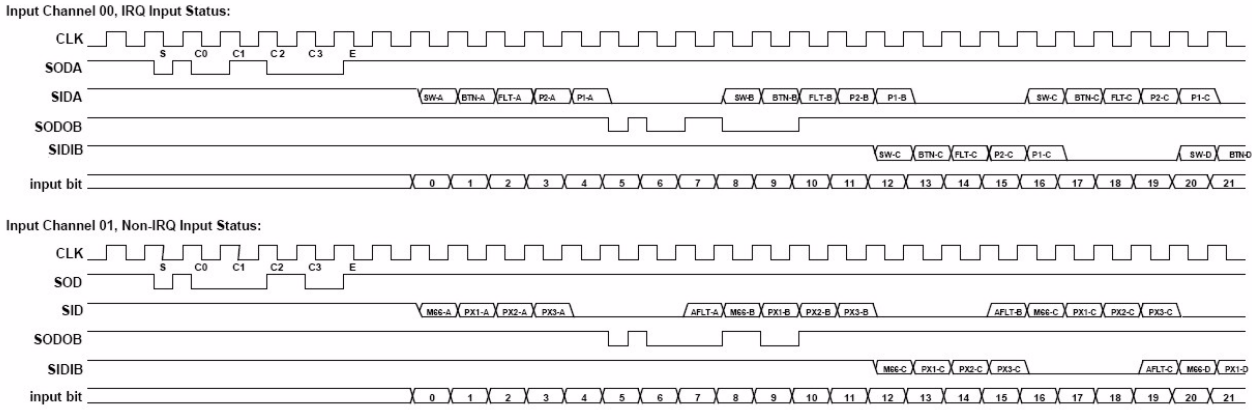 Input Channel 00, IRQ Input Status:
CLK
S C0 C1 C2 C3 E
SODA
SIDA SW-A BTN-A FLT-A P2-A P1-A SW-B BTN-B FLT-B P2-B P1-B SW-C BTN-C FLT-C P2-C P1-C
SODOB
SIDIB SW-C BTN-C FLT-C P2-C P1-C SW-D BTN-D
input bit 0 1 2 3 4 5 6 7 8 9 10 11 12 13 14 15 16 17 18 19 20 21
Input Channel 01, Non-IRQ Input Status:
CLK
S C0 C1 C2 C3 E
SOD
SID M66-A PX1-A PX2-A PX3-A AFLT-A M66-B PX1-B PX2-B PX3-B AFLT-B M66-C PX1-C PX2-C PX3-C
SODOB
SIDIB M66-C PX1-C PX2-C PX3-C AFLT-C M66-D PX1-D
input bit 0 1 2 3 4 5 6 7 8 9 10 11 12 13 14 15 16 17 18 19 20 21